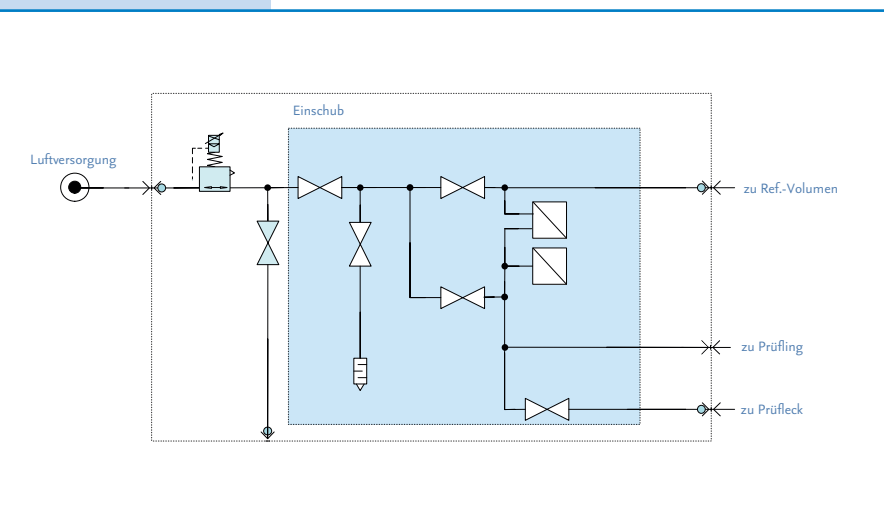 Einschub
Luftversorgung
zu Ref.-Volumen
zu Prüfling
zu Prüfleck